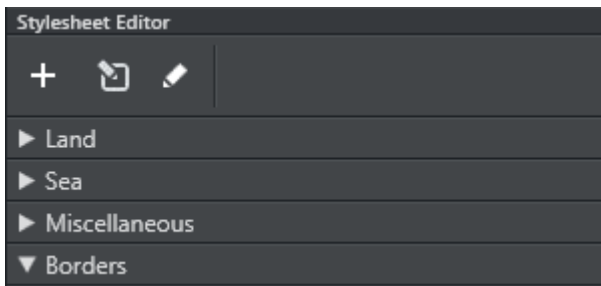 Stylesheet Editor
Land
Sea
Miscellaneous
Borders